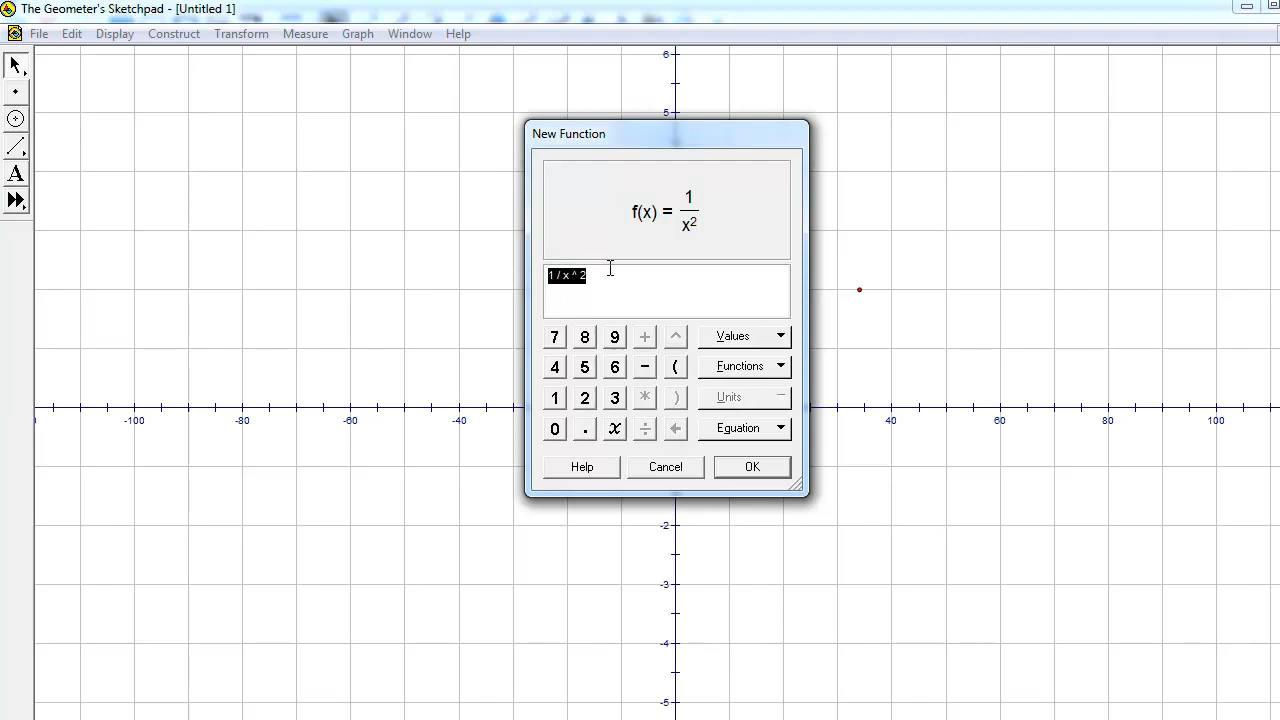 The Geometer's Sketchpad - [Untitled 1]
File Edit Display Construct Transform Measure Graph Window Help
A
6
5
-100 -80 -60 -40 40 60 80 100
-2
-3
-4
-5
New Function
f(x) = 1/x²
1 / x ^ 2
7 8 9 + ^ Values
4 5 6 - ( Functions
1 2 3 * ) Units
0 . x ÷ ← Equation
Help Cancel OK